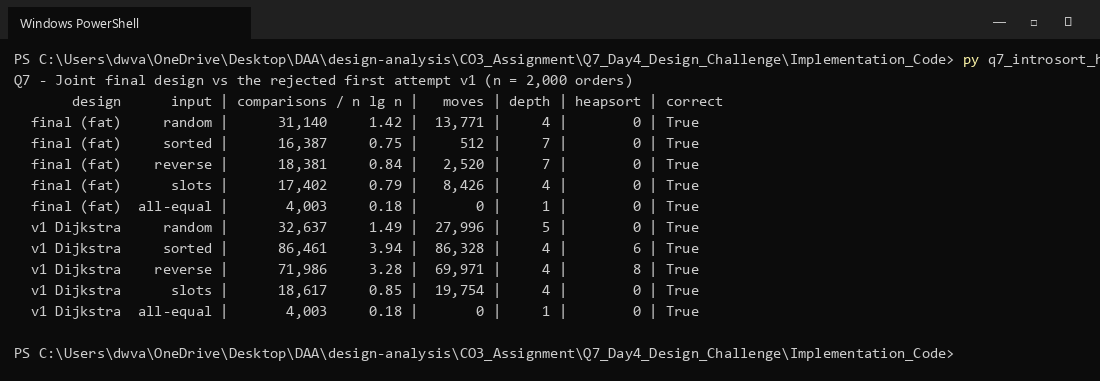 Windows PowerShell
PS C:\Users\dwva\OneDrive\Desktop\DAA\design-analysis\CO3_Assignment\Q7_Day4_Design_Challenge\Implementation_Code> py q7_introsort_h
Q7 - Joint final design vs the rejected first attempt v1 (n = 2,000 orders)
design input | comparisons / n lg n | moves | depth | heapsort | correct
final (fat) random | 31,140 1.42 | 13,771 | 4 | 0 | True
final (fat) sorted | 16,387 0.75 | 512 | 7 | 0 | True
final (fat) reverse | 18,381 0.84 | 2,520 | 7 | 0 | True
final (fat) slots | 17,402 0.79 | 8,426 | 4 | 0 | True
final (fat) all-equal | 4,003 0.18 | 0 | 1 | 0 | True
v1 Dijkstra random | 32,637 1.49 | 27,996 | 5 | 0 | True
v1 Dijkstra sorted | 86,461 3.94 | 86,328 | 4 | 6 | True
v1 Dijkstra reverse | 71,986 3.28 | 69,971 | 4 | 8 | True
v1 Dijkstra slots | 18,617 0.85 | 19,754 | 4 | 0 | True
v1 Dijkstra all-equal | 4,003 0.18 | 0 | 1 | 0 | True
PS C:\Users\dwva\OneDrive\Desktop\DAA\design-analysis\CO3_Assignment\Q7_Day4_Design_Challenge\Implementation_Code>